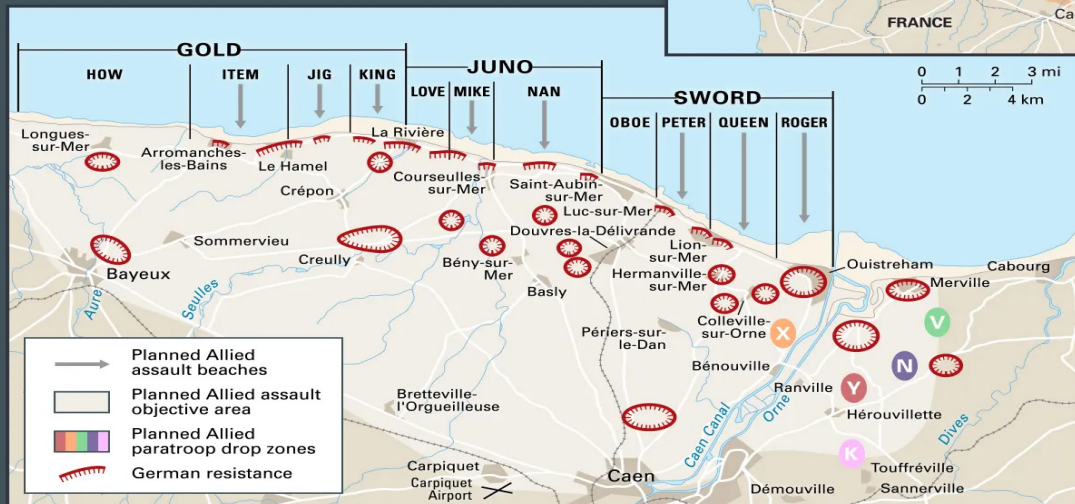 FRANCE
Ca
GOLD
JUNO
SWORD
HOW
ITEM
JIG
KING
LOVE
MIKE
NAN
OBOE
PETER
QUEEN
ROGER
0 1 2 3 mi
0 2 4 km
Longues-
sur-Mer
Arromanches-
les-Bains
Le Hamel
La Rivière
Crépon
Courseulles-
sur-Mer
Saint-Aubin-
sur-Mer
Luc-sur-Mer
Douvres-la-Délivrande
Lion-
sur-Mer
Hermanville-
sur-Mer
Ouistreham
Cabourg
Merville
Sommervieu
Bayeux
Creully
Bény-sur-
Mer
Basly
Colleville-
sur-Orne
Périers-sur-
le-Dan
Bénouville
Ranville
Hérouvillette
Aure
Seulles
X
V
N
Y
K
Bretteville-
l'Orgueilleuse
Caen Canal
Orne
Dives
Carpiquet
Carpiquet
Airport
Caen
Démouville
Touffréville
Sannerville
Planned Allied
assault beaches
Planned Allied assault
objective area
Planned Allied
paratroop drop zones
German resistance